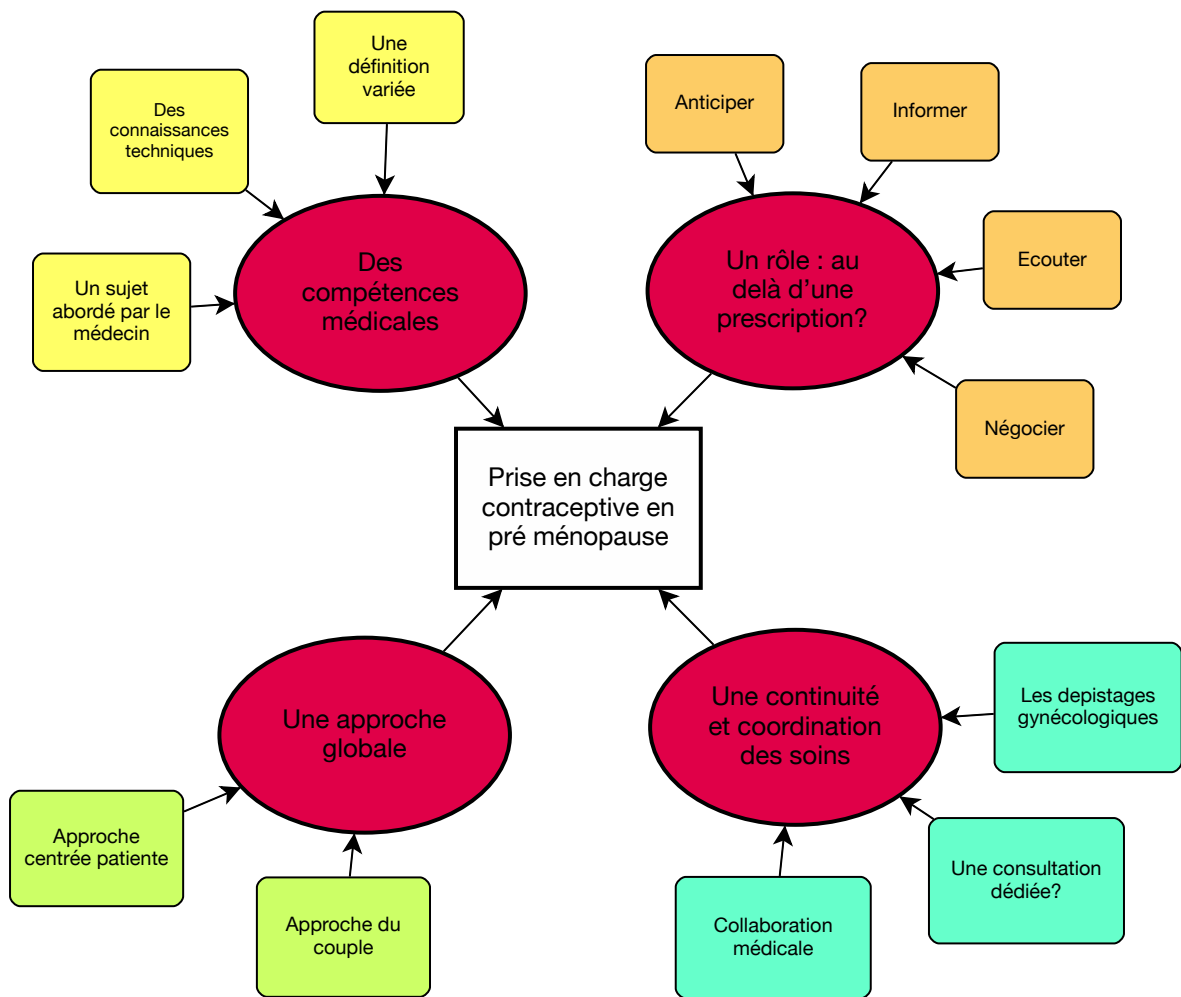 Une
définition
variée
Des
connaissances
techniques
Un sujet
abordé par le
médecin
Des
compétences
médicales
Anticiper
Informer
Ecouter
Négocier
Un rôle : au
delà d’une
prescription?
Prise en charge
contraceptive en
pré ménopause
Une approche
globale
Approche
centrée patiente
Approche du
couple
Une continuité
et coordination
des soins
Les depistages
gynécologiques
Une consultation
dédiée?
Collaboration
médicale